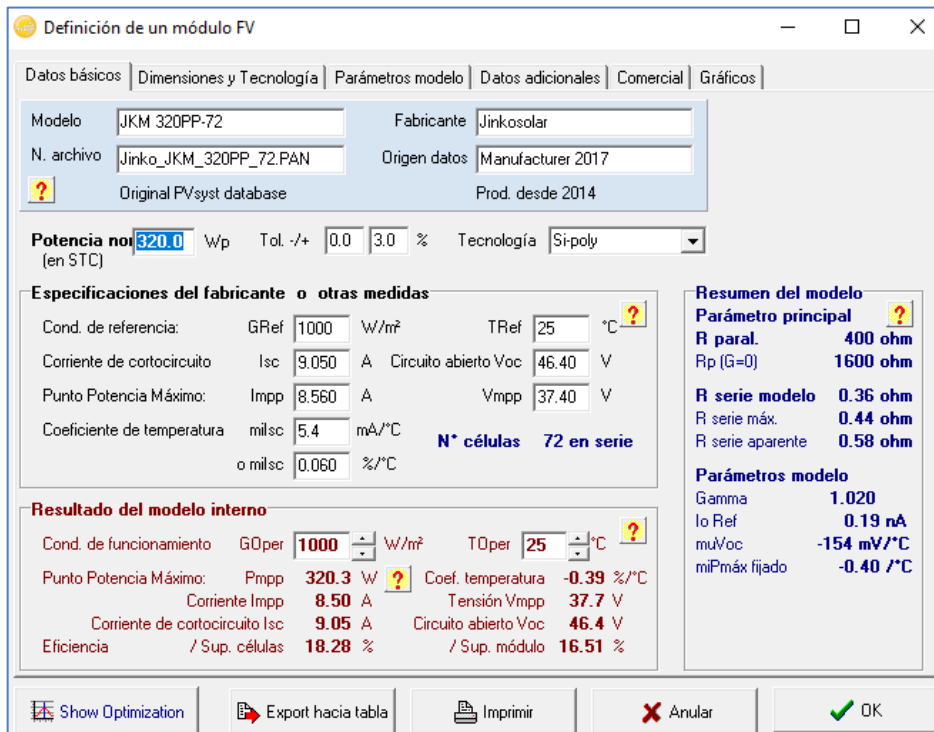 Definición de un módulo FV
Datos básicos Dimensiones y Tecnología Parámetros modelo Datos adicionales Comercial Gráficos
Modelo JKM 320PP-72 Fabricante Jinkosolar
N. archivo Jinko_JKM_320PP_72.PAN Origen datos Manufacturer 2017
? Original PVsyst database Prod. desde 2014
Potencia nor 320.0 Wp Tol. -/+ 0.0 3.0 % Tecnología Si-poly
(en STC)
Especificaciones del fabricante o otras medidas
?
Cond. de referencia: GRef 1000 W/m² TRef 25 °C
Corriente de cortocircuito Isc 9.050 A Circuito abierto Voc 46.40 V
Punto Potencia Máximo: Impp 8.560 A Vmpp 37.40 V
Coeficiente de temperatura miIsc 5.4 mA/°C
N° células 72 en serie
o miIsc 0.060 %/°C
Resultado del modelo interno
?
Cond. de funcionamiento GOper 1000 W/m² TOper 25 °C
Punto Potencia Máximo: Pmpp 320.3 W ? Coef. temperatura -0.39 %/°C
Corriente Impp 8.50 A Tensión Vmpp 37.7 V
Corriente de cortocircuito Isc 9.05 A Circuito abierto Voc 46.4 V
Eficiencia / Sup. células 18.28 % / Sup. módulo 16.51 %
Resumen del modelo
Parámetro principal ?
R paral. 400 ohm
Rp (G=0) 1600 ohm
R serie modelo 0.36 ohm
R serie máx. 0.44 ohm
R serie aparente 0.58 ohm
Parámetros modelo
Gamma 1.020
Io Ref 0.19 nA
muVoc -154 mV/°C
miPmáx fijado -0.40 /°C
Show Optimization Export hacia tabla Imprimir Anular OK